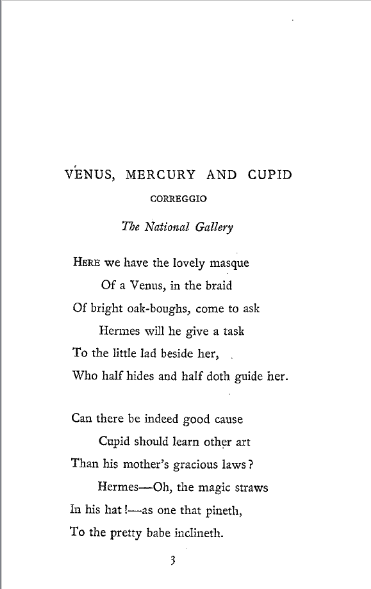 VENUS, MERCURY AND CUPID
CORREGGIO
The National Gallery
HERE we have the lovely masque
Of a Venus, in the braid
Of bright oak-boughs, come to ask
Hermes will he give a task
To the little lad beside her,
Who half hides and half doth guide her.
Can there be indeed good cause
Cupid should learn other art
Than his mother's gracious laws?
Hermes—Oh, the magic straws
In his hat!—as one that pineth,
To the pretty babe inclineth.
3